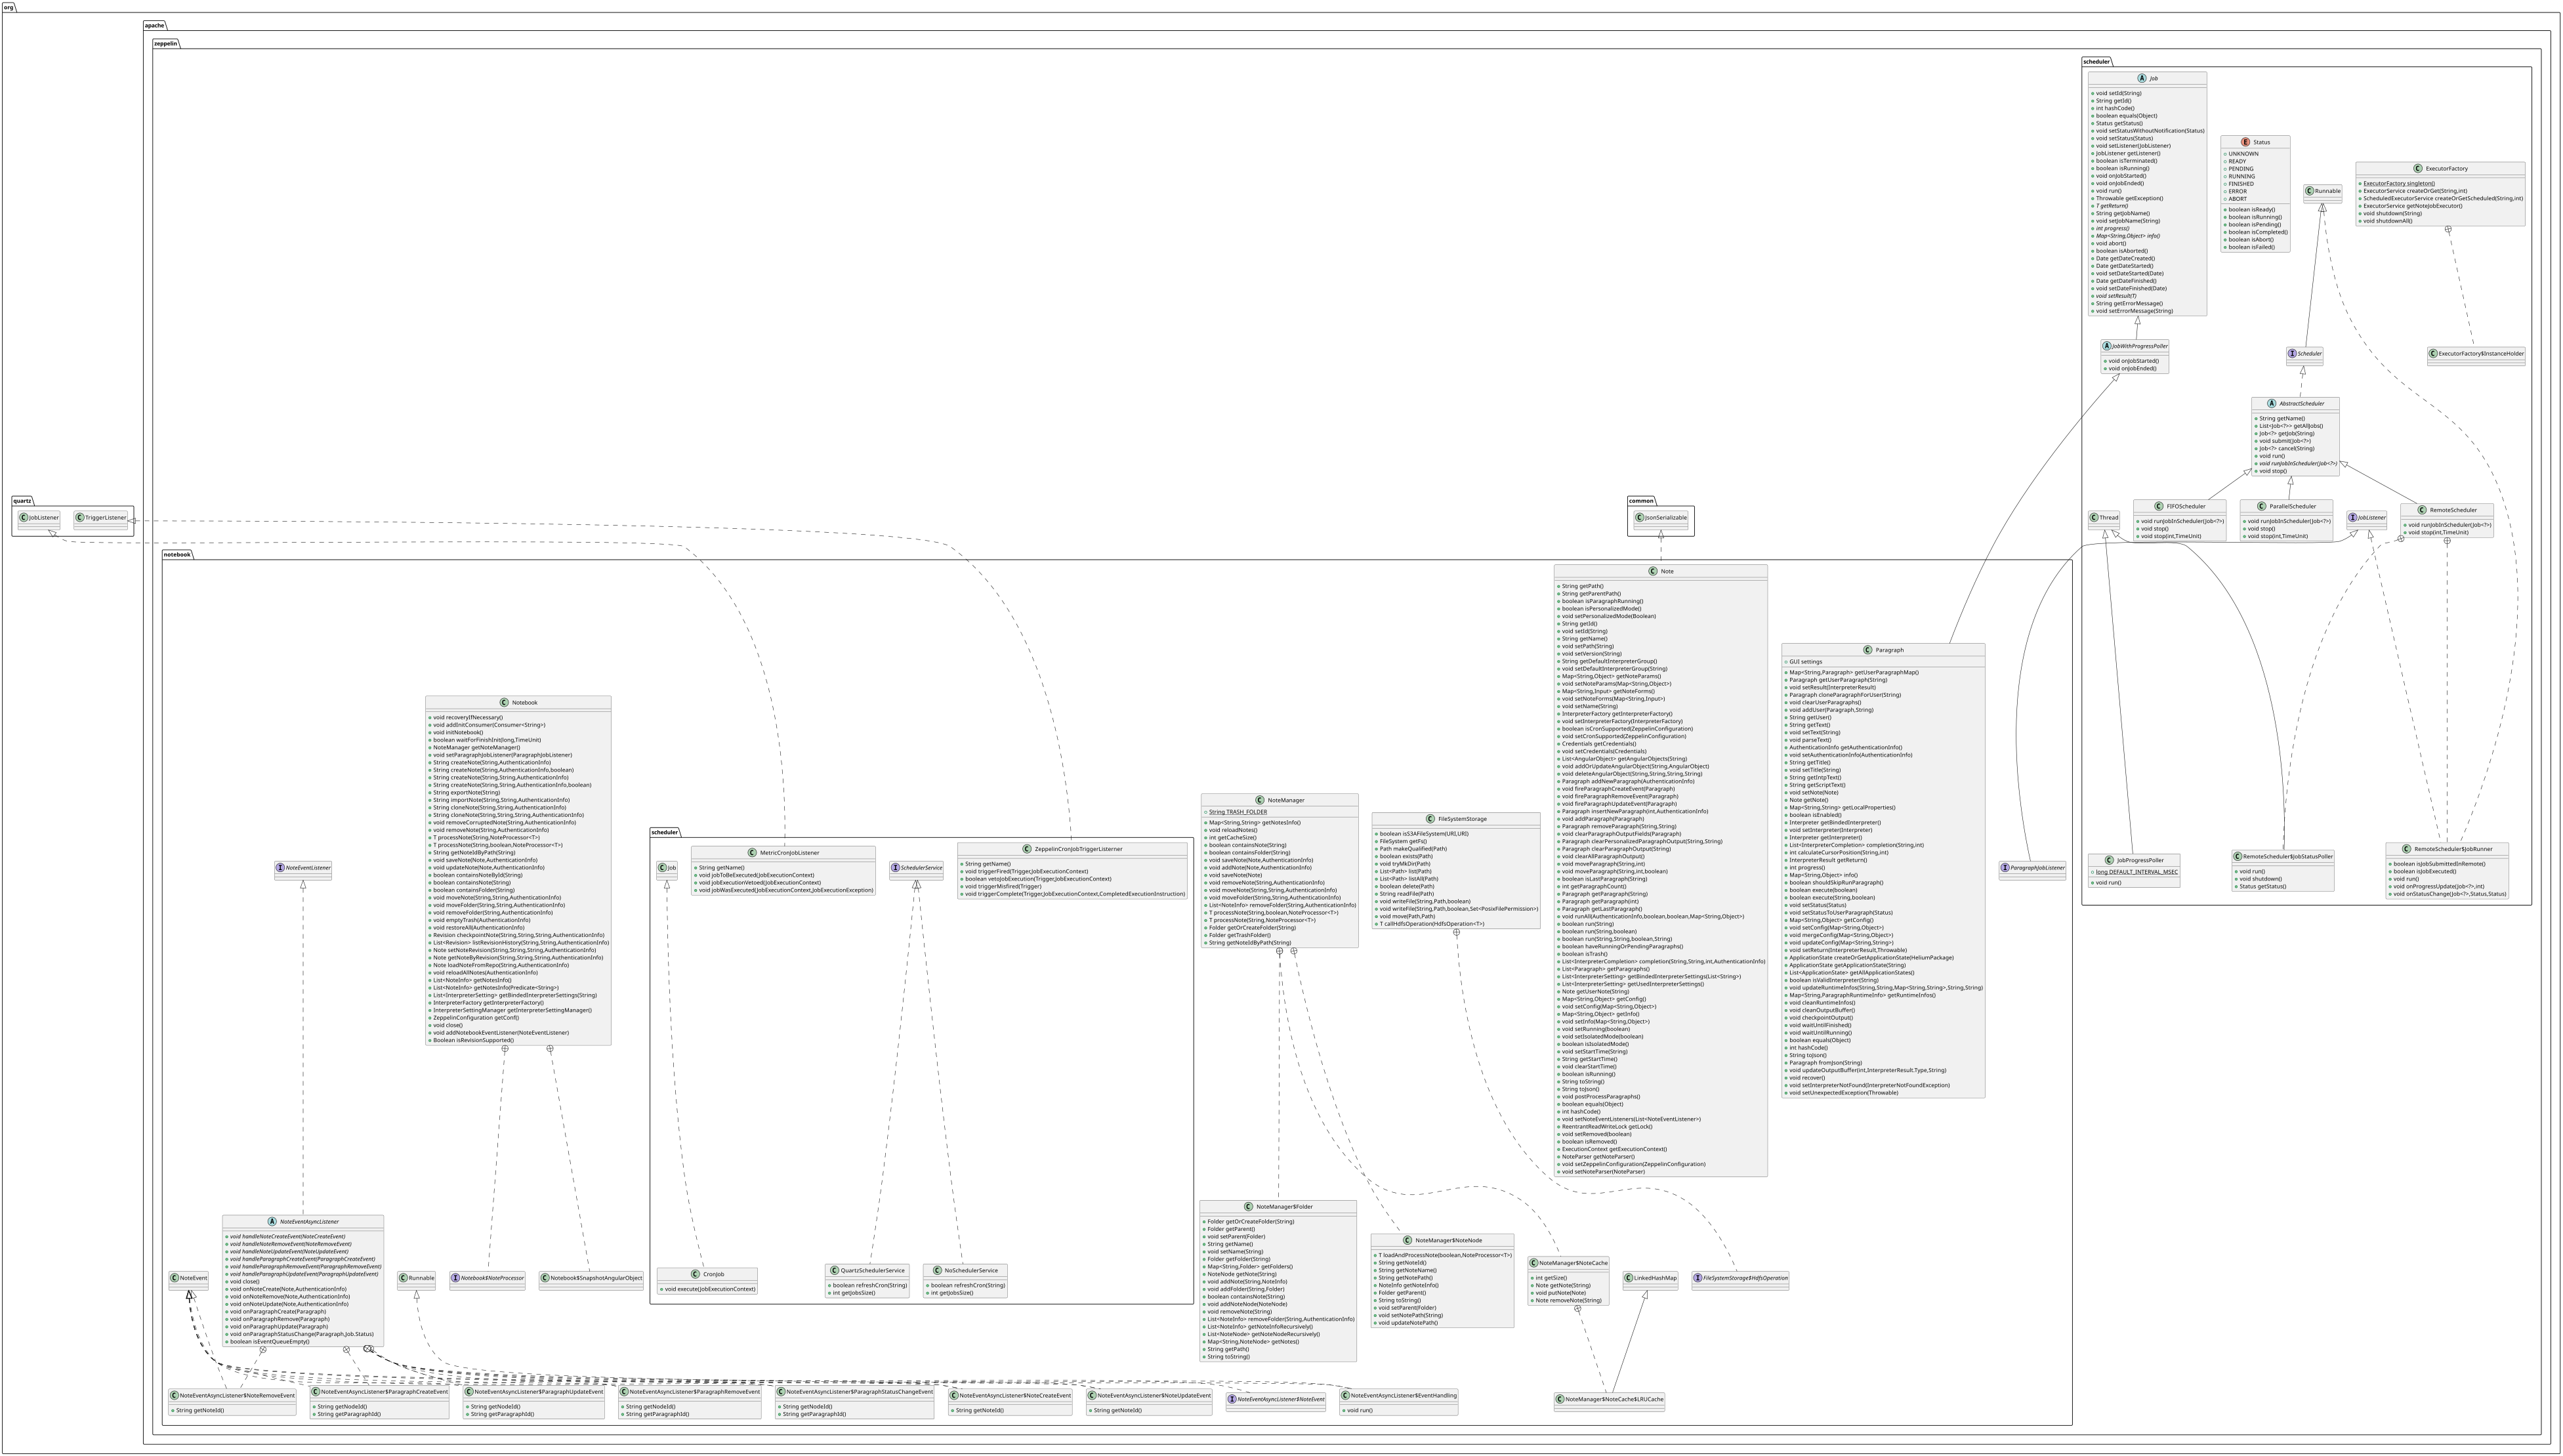 org
apache
zeppelin
scheduler
Job
void setId(String)
String getId()
int hashCode()
boolean equals(Object)
Status getStatus()
void setStatusWithoutNotification(Status)
void setStatus(Status)
void setListener(JobListener)
JobListener getListener()
boolean isTerminated()
boolean isRunning()
void onJobStarted()
void onJobEnded()
void run()
Throwable getException()
T getReturn()
String getJobName()
void setJobName(String)
int progress()
Map<String,Object> info()
void abort()
boolean isAborted()
Date getDateCreated()
Date getDateStarted()
void setDateStarted(Date)
Date getDateFinished()
void setDateFinished(Date)
void setResult(T)
String getErrorMessage()
void setErrorMessage(String)
Status
UNKNOWN
READY
PENDING
RUNNING
FINISHED
ERROR
ABORT
boolean isReady()
boolean isRunning()
boolean isPending()
boolean isCompleted()
boolean isAbort()
boolean isFailed()
Runnable
ExecutorFactory
ExecutorFactory singleton()
ExecutorService createOrGet(String,int)
ScheduledExecutorService createOrGetScheduled(String,int)
ExecutorService getNoteJobExecutor()
void shutdown(String)
void shutdownAll()
JobWithProgressPoller
void onJobStarted()
void onJobEnded()
Scheduler
ExecutorFactory$InstanceHolder
AbstractScheduler
String getName()
List<Job<?>> getAllJobs()
Job<?> getJob(String)
void submit(Job<?>)
Job<?> cancel(String)
void run()
void runJobInScheduler(Job<?>)
void stop()
quartz
JobListener
TriggerListener
common
JsonSerializable
Thread
FIFOScheduler
void runJobInScheduler(Job<?>)
void stop()
void stop(int,TimeUnit)
ParallelScheduler
void runJobInScheduler(Job<?>)
void stop()
void stop(int,TimeUnit)
JobListener
RemoteScheduler
void runJobInScheduler(Job<?>)
void stop(int,TimeUnit)
notebook
Note
String getPath()
String getParentPath()
boolean isParagraphRunning()
boolean isPersonalizedMode()
void setPersonalizedMode(Boolean)
String getId()
void setId(String)
String getName()
void setPath(String)
void setVersion(String)
String getDefaultInterpreterGroup()
void setDefaultInterpreterGroup(String)
Map<String,Object> getNoteParams()
void setNoteParams(Map<String,Object>)
Map<String,Input> getNoteForms()
void setNoteForms(Map<String,Input>)
void setName(String)
InterpreterFactory getInterpreterFactory()
void setInterpreterFactory(InterpreterFactory)
boolean isCronSupported(ZeppelinConfiguration)
void setCronSupported(ZeppelinConfiguration)
Credentials getCredentials()
void setCredentials(Credentials)
List<AngularObject> getAngularObjects(String)
void addOrUpdateAngularObject(String,AngularObject)
void deleteAngularObject(String,String,String,String)
Paragraph addNewParagraph(AuthenticationInfo)
void fireParagraphCreateEvent(Paragraph)
void fireParagraphRemoveEvent(Paragraph)
void fireParagraphUpdateEvent(Paragraph)
Paragraph insertNewParagraph(int,AuthenticationInfo)
void addParagraph(Paragraph)
Paragraph removeParagraph(String,String)
void clearParagraphOutputFields(Paragraph)
Paragraph clearPersonalizedParagraphOutput(String,String)
Paragraph clearParagraphOutput(String)
void clearAllParagraphOutput()
void moveParagraph(String,int)
void moveParagraph(String,int,boolean)
boolean isLastParagraph(String)
int getParagraphCount()
Paragraph getParagraph(String)
Paragraph getParagraph(int)
Paragraph getLastParagraph()
void runAll(AuthenticationInfo,boolean,boolean,Map<String,Object>)
boolean run(String)
boolean run(String,boolean)
boolean run(String,String,boolean,String)
boolean haveRunningOrPendingParagraphs()
boolean isTrash()
List<InterpreterCompletion> completion(String,String,int,AuthenticationInfo)
List<Paragraph> getParagraphs()
List<InterpreterSetting> getBindedInterpreterSettings(List<String>)
List<InterpreterSetting> getUsedInterpreterSettings()
Note getUserNote(String)
Map<String,Object> getConfig()
void setConfig(Map<String,Object>)
Map<String,Object> getInfo()
void setInfo(Map<String,Object>)
void setRunning(boolean)
void setIsolatedMode(boolean)
boolean isIsolatedMode()
void setStartTime(String)
String getStartTime()
void clearStartTime()
boolean isRunning()
String toString()
String toJson()
void postProcessParagraphs()
boolean equals(Object)
int hashCode()
void setNoteEventListeners(List<NoteEventListener>)
ReentrantReadWriteLock getLock()
void setRemoved(boolean)
boolean isRemoved()
ExecutionContext getExecutionContext()
NoteParser getNoteParser()
void setZeppelinConfiguration(ZeppelinConfiguration)
void setNoteParser(NoteParser)
Paragraph
GUI settings
Map<String,Paragraph> getUserParagraphMap()
Paragraph getUserParagraph(String)
void setResult(InterpreterResult)
Paragraph cloneParagraphForUser(String)
void clearUserParagraphs()
void addUser(Paragraph,String)
String getUser()
String getText()
void setText(String)
void parseText()
AuthenticationInfo getAuthenticationInfo()
void setAuthenticationInfo(AuthenticationInfo)
String getTitle()
void setTitle(String)
String getIntpText()
String getScriptText()
void setNote(Note)
Note getNote()
Map<String,String> getLocalProperties()
boolean isEnabled()
Interpreter getBindedInterpreter()
void setInterpreter(Interpreter)
Interpreter getInterpreter()
List<InterpreterCompletion> completion(String,int)
int calculateCursorPosition(String,int)
InterpreterResult getReturn()
int progress()
Map<String,Object> info()
boolean shouldSkipRunParagraph()
boolean execute(boolean)
boolean execute(String,boolean)
void setStatus(Status)
void setStatusToUserParagraph(Status)
Map<String,Object> getConfig()
void setConfig(Map<String,Object>)
void mergeConfig(Map<String,Object>)
void updateConfig(Map<String,String>)
void setReturn(InterpreterResult,Throwable)
ApplicationState createOrGetApplicationState(HeliumPackage)
ApplicationState getApplicationState(String)
List<ApplicationState> getAllApplicationStates()
boolean isValidInterpreter(String)
void updateRuntimeInfos(String,String,Map<String,String>,String,String)
Map<String,ParagraphRuntimeInfo> getRuntimeInfos()
void cleanRuntimeInfos()
void cleanOutputBuffer()
void checkpointOutput()
void waitUntilFinished()
void waitUntilRunning()
boolean equals(Object)
int hashCode()
String toJson()
Paragraph fromJson(String)
void updateOutputBuffer(int,InterpreterResult.Type,String)
void recover()
void setInterpreterNotFound(InterpreterNotFoundException)
void setUnexpectedException(Throwable)
Notebook
void recoveryIfNecessary()
void addInitConsumer(Consumer<String>)
void initNotebook()
boolean waitForFinishInit(long,TimeUnit)
NoteManager getNoteManager()
void setParagraphJobListener(ParagraphJobListener)
String createNote(String,AuthenticationInfo)
String createNote(String,AuthenticationInfo,boolean)
String createNote(String,String,AuthenticationInfo)
String createNote(String,String,AuthenticationInfo,boolean)
String exportNote(String)
String importNote(String,String,AuthenticationInfo)
String cloneNote(String,String,AuthenticationInfo)
String cloneNote(String,String,String,AuthenticationInfo)
void removeCorruptedNote(String,AuthenticationInfo)
void removeNote(String,AuthenticationInfo)
T processNote(String,NoteProcessor<T>)
T processNote(String,boolean,NoteProcessor<T>)
String getNoteIdByPath(String)
void saveNote(Note,AuthenticationInfo)
void updateNote(Note,AuthenticationInfo)
boolean containsNoteById(String)
boolean containsNote(String)
boolean containsFolder(String)
void moveNote(String,String,AuthenticationInfo)
void moveFolder(String,String,AuthenticationInfo)
void removeFolder(String,AuthenticationInfo)
void emptyTrash(AuthenticationInfo)
void restoreAll(AuthenticationInfo)
Revision checkpointNote(String,String,String,AuthenticationInfo)
List<Revision> listRevisionHistory(String,String,AuthenticationInfo)
Note setNoteRevision(String,String,String,AuthenticationInfo)
Note getNoteByRevision(String,String,String,AuthenticationInfo)
Note loadNoteFromRepo(String,AuthenticationInfo)
void reloadAllNotes(AuthenticationInfo)
List<NoteInfo> getNotesInfo()
List<NoteInfo> getNotesInfo(Predicate<String>)
List<InterpreterSetting> getBindedInterpreterSettings(String)
InterpreterFactory getInterpreterFactory()
InterpreterSettingManager getInterpreterSettingManager()
ZeppelinConfiguration getConf()
void close()
void addNotebookEventListener(NoteEventListener)
Boolean isRevisionSupported()
NoteManager
String TRASH_FOLDER
Map<String,String> getNotesInfo()
void reloadNotes()
int getCacheSize()
boolean containsNote(String)
boolean containsFolder(String)
void saveNote(Note,AuthenticationInfo)
void addNote(Note,AuthenticationInfo)
void saveNote(Note)
void removeNote(String,AuthenticationInfo)
void moveNote(String,String,AuthenticationInfo)
void moveFolder(String,String,AuthenticationInfo)
List<NoteInfo> removeFolder(String,AuthenticationInfo)
T processNote(String,boolean,NoteProcessor<T>)
T processNote(String,NoteProcessor<T>)
Folder getOrCreateFolder(String)
Folder getTrashFolder()
String getNoteIdByPath(String)
FileSystemStorage
boolean isS3AFileSystem(URI,URI)
FileSystem getFs()
Path makeQualified(Path)
boolean exists(Path)
void tryMkDir(Path)
List<Path> list(Path)
List<Path> listAll(Path)
boolean delete(Path)
String readFile(Path)
void writeFile(String,Path,boolean)
void writeFile(String,Path,boolean,Set<PosixFilePermission>)
void move(Path,Path)
T callHdfsOperation(HdfsOperation<T>)
scheduler
Job
MetricCronJobListener
String getName()
void jobToBeExecuted(JobExecutionContext)
void jobExecutionVetoed(JobExecutionContext)
void jobWasExecuted(JobExecutionContext,JobExecutionException)
SchedulerService
ZeppelinCronJobTriggerListerner
String getName()
void triggerFired(Trigger,JobExecutionContext)
boolean vetoJobExecution(Trigger,JobExecutionContext)
void triggerMisfired(Trigger)
void triggerComplete(Trigger,JobExecutionContext,CompletedExecutionInstruction)
NoteEventListener
ParagraphJobListener
JobProgressPoller
long DEFAULT_INTERVAL_MSEC
void run()
RemoteScheduler$JobStatusPoller
void run()
void shutdown()
Status getStatus()
RemoteScheduler$JobRunner
boolean isJobSubmittedInRemote()
boolean isJobExecuted()
void run()
void onProgressUpdate(Job<?>,int)
void onStatusChange(Job<?>,Status,Status)
NoteEvent
NoteEventAsyncListener
void handleNoteCreateEvent(NoteCreateEvent)
void handleNoteRemoveEvent(NoteRemoveEvent)
void handleNoteUpdateEvent(NoteUpdateEvent)
void handleParagraphCreateEvent(ParagraphCreateEvent)
void handleParagraphRemoveEvent(ParagraphRemoveEvent)
void handleParagraphUpdateEvent(ParagraphUpdateEvent)
void close()
void onNoteCreate(Note,AuthenticationInfo)
void onNoteRemove(Note,AuthenticationInfo)
void onNoteUpdate(Note,AuthenticationInfo)
void onParagraphCreate(Paragraph)
void onParagraphRemove(Paragraph)
void onParagraphUpdate(Paragraph)
void onParagraphStatusChange(Paragraph,Job.Status)
boolean isEventQueueEmpty()
Runnable
Notebook$NoteProcessor
Notebook$SnapshotAngularObject
CronJob
void execute(JobExecutionContext)
QuartzSchedulerService
boolean refreshCron(String)
int getJobsSize()
NoSchedulerService
boolean refreshCron(String)
int getJobsSize()
NoteManager$Folder
Folder getOrCreateFolder(String)
Folder getParent()
void setParent(Folder)
String getName()
void setName(String)
Folder getFolder(String)
Map<String,Folder> getFolders()
NoteNode getNote(String)
void addNote(String,NoteInfo)
void addFolder(String,Folder)
boolean containsNote(String)
void addNoteNode(NoteNode)
void removeNote(String)
List<NoteInfo> removeFolder(String,AuthenticationInfo)
List<NoteInfo> getNoteInfoRecursively()
List<NoteNode> getNoteNodeRecursively()
Map<String,NoteNode> getNotes()
String getPath()
String toString()
NoteManager$NoteNode
T loadAndProcessNote(boolean,NoteProcessor<T>)
String getNoteId()
String getNoteName()
String getNotePath()
NoteInfo getNoteInfo()
Folder getParent()
String toString()
void setParent(Folder)
void setNotePath(String)
void updateNotePath()
NoteManager$NoteCache
int getSize()
Note getNote(String)
void putNote(Note)
Note removeNote(String)
LinkedHashMap
FileSystemStorage$HdfsOperation
NoteEventAsyncListener$NoteRemoveEvent
String getNoteId()
NoteEventAsyncListener$ParagraphCreateEvent
String getNodeId()
String getParagraphId()
NoteEventAsyncListener$ParagraphUpdateEvent
String getNodeId()
String getParagraphId()
NoteEventAsyncListener$ParagraphRemoveEvent
String getNodeId()
String getParagraphId()
NoteEventAsyncListener$ParagraphStatusChangeEvent
String getNodeId()
String getParagraphId()
NoteEventAsyncListener$NoteCreateEvent
String getNoteId()
NoteEventAsyncListener$NoteUpdateEvent
String getNoteId()
NoteEventAsyncListener$NoteEvent
NoteEventAsyncListener$EventHandling
void run()
NoteManager$NoteCache$LRUCache